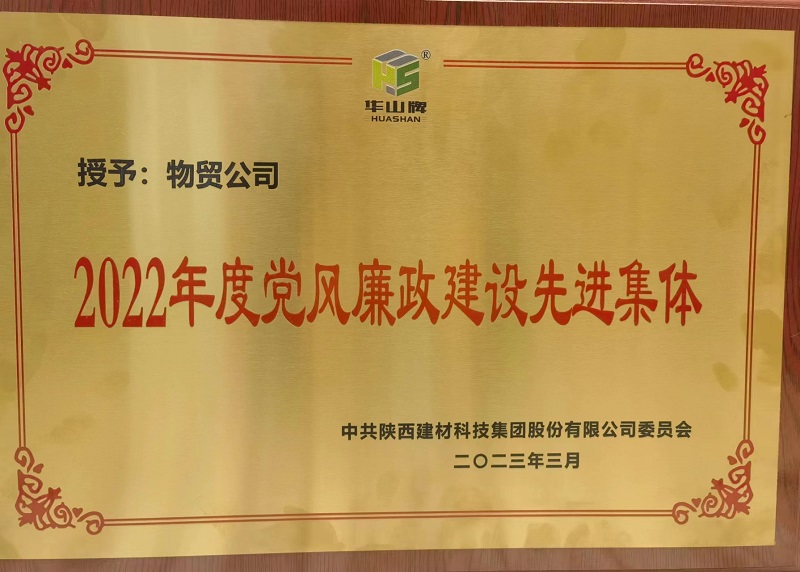 HS®
华山牌
HUASHAN
授予：物贸公司
2022年度党风廉政建设先进集体
中共陕西建材科技集团股份有限公司委员会
二〇二三年三月